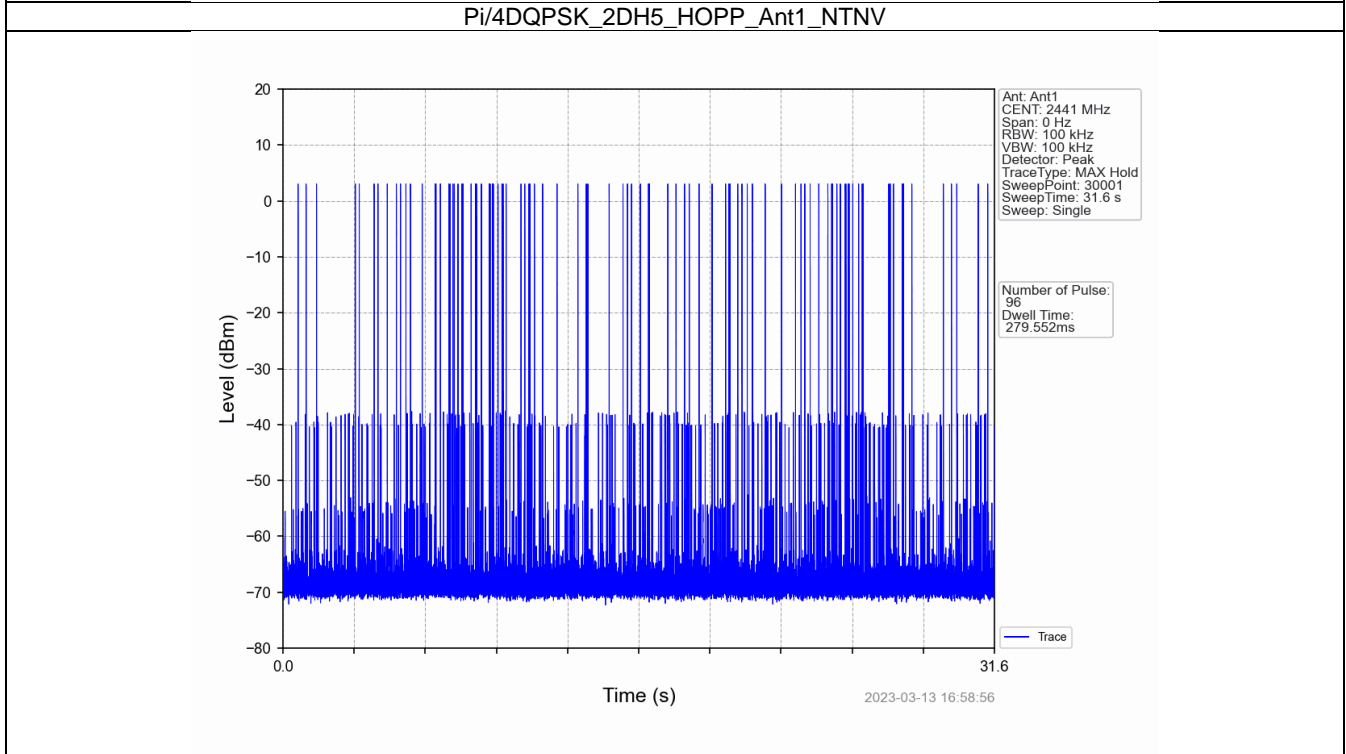 Pi/4DQPSK_2DH5_HOPP_Ant1_NTNV
20
10
0
−10
−20
−30
−40
−50
−60
−70
−80
Level (dBm)
0.0
31.6
Time (s)
Ant: Ant1
CENT: 2441 MHz
Span: 0 Hz
RBW: 100 kHz
VBW: 100 kHz
Detector: Peak
TraceType: MAX Hold
SweepPoint: 30001
SweepTime: 31.6 s
Sweep: Single
Number of Pulse:
96
Dwell Time:
279.552ms
Trace
2023-03-13 16:58:56